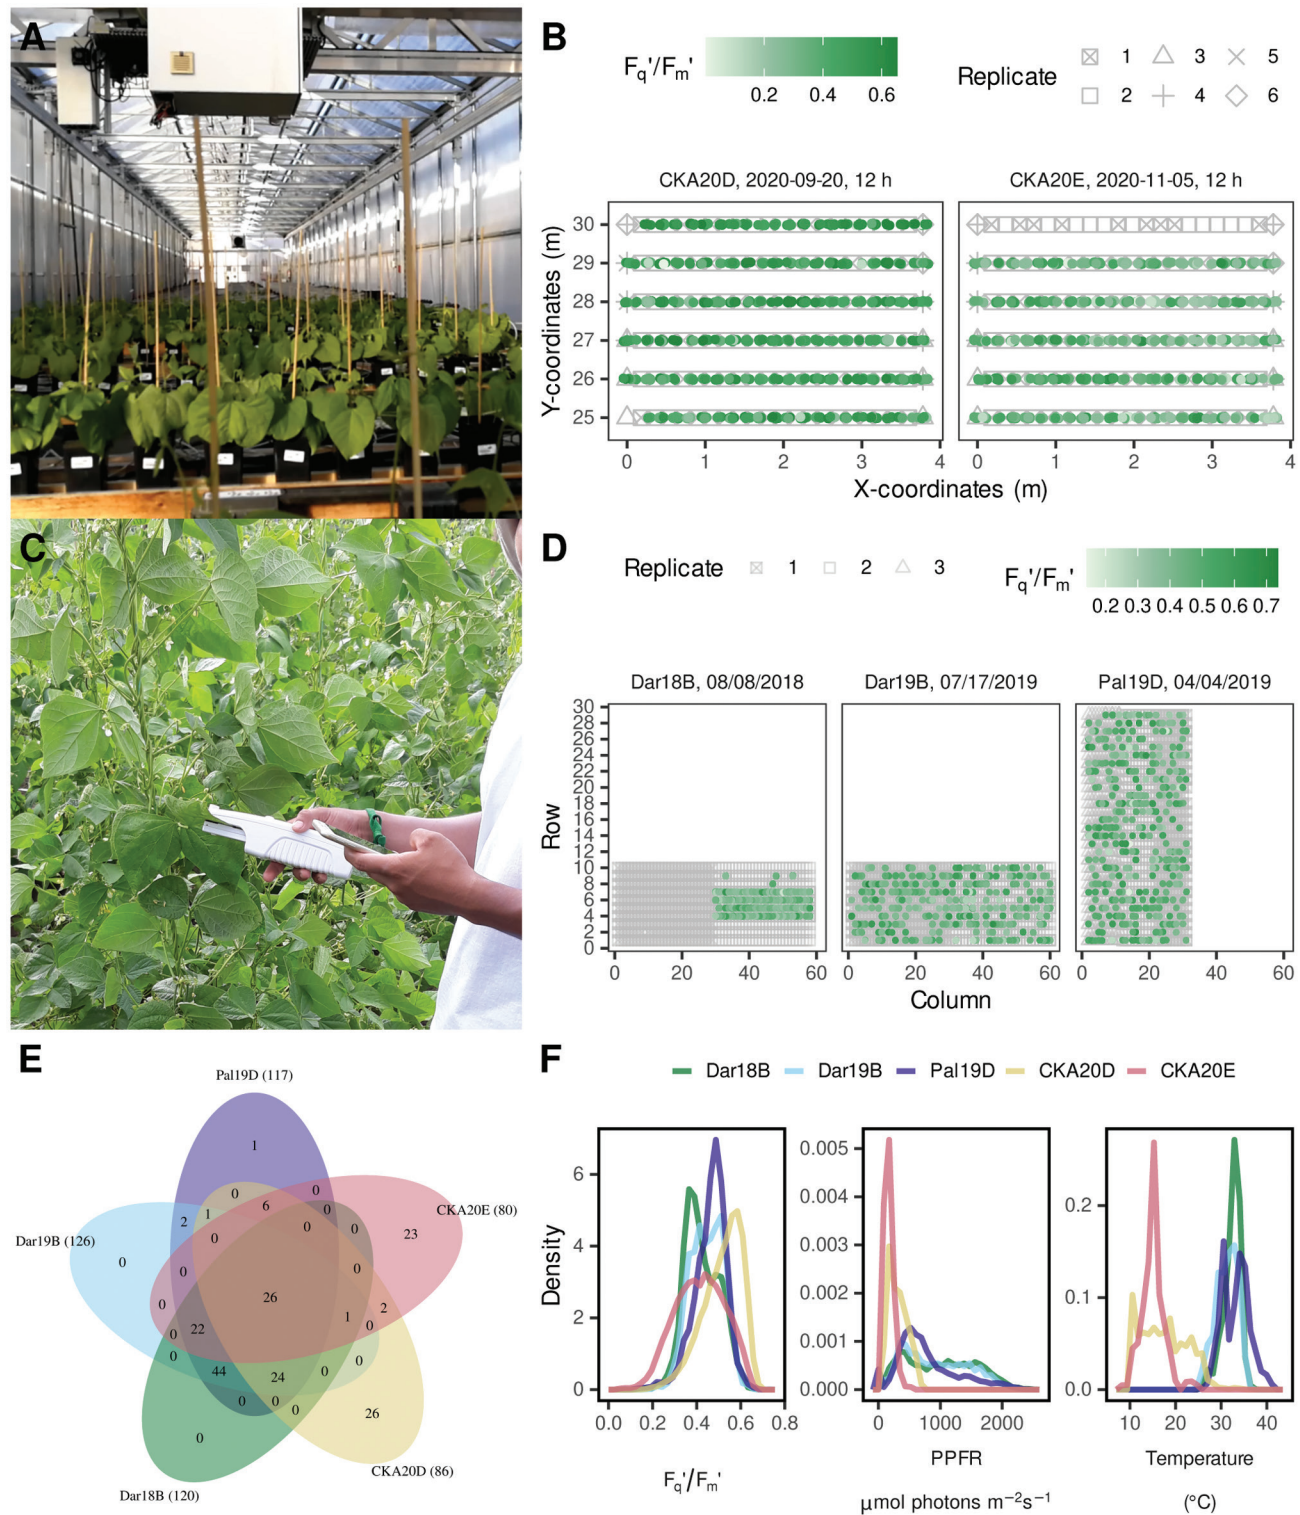 A
B
Fq'/Fm'
0.2 0.4 0.6
Replicate
1 3 5
2 4 6
CKA20D, 2020-09-20, 12 h
CKA20E, 2020-11-05, 12 h
Y-coordinates (m)
30
29
28
27
26
25
0 1 2 3 4
0 1 2 3 4
X-coordinates (m)
C
D
Replicate 1 2 3
Fq'/Fm'
0.2 0.3 0.4 0.5 0.6 0.7
Dar18B, 08/08/2018
Dar19B, 07/17/2019
Pal19D, 04/04/2019
Row
30
28
26
24
22
20
18
16
14
12
10
8
6
4
2
0
0 20 40 60
0 20 40 60
0 20 40 60
Column
E
Pal19D (117)
1
0 0
CKA20E (80)
6
2 1 0
0 0 23
Dar19B (126)
0
0
0 0
26
0 2
1
0 22 0
0 0
44 24 0
0 0 0
26
0
CKA20D (86)
Dar18B (120)
F
Dar18B Dar19B Pal19D CKA20D CKA20E
Density
6
4
2
0
0.0 0.2 0.4 0.6 0.8
Fq'/Fm'
0.005
0.004
0.003
0.002
0.001
0.000
0 1000 2000
PPFR
μmol photons m−2s−1
0.2
0.1
0.0
10 20 30 40
Temperature
(°C)